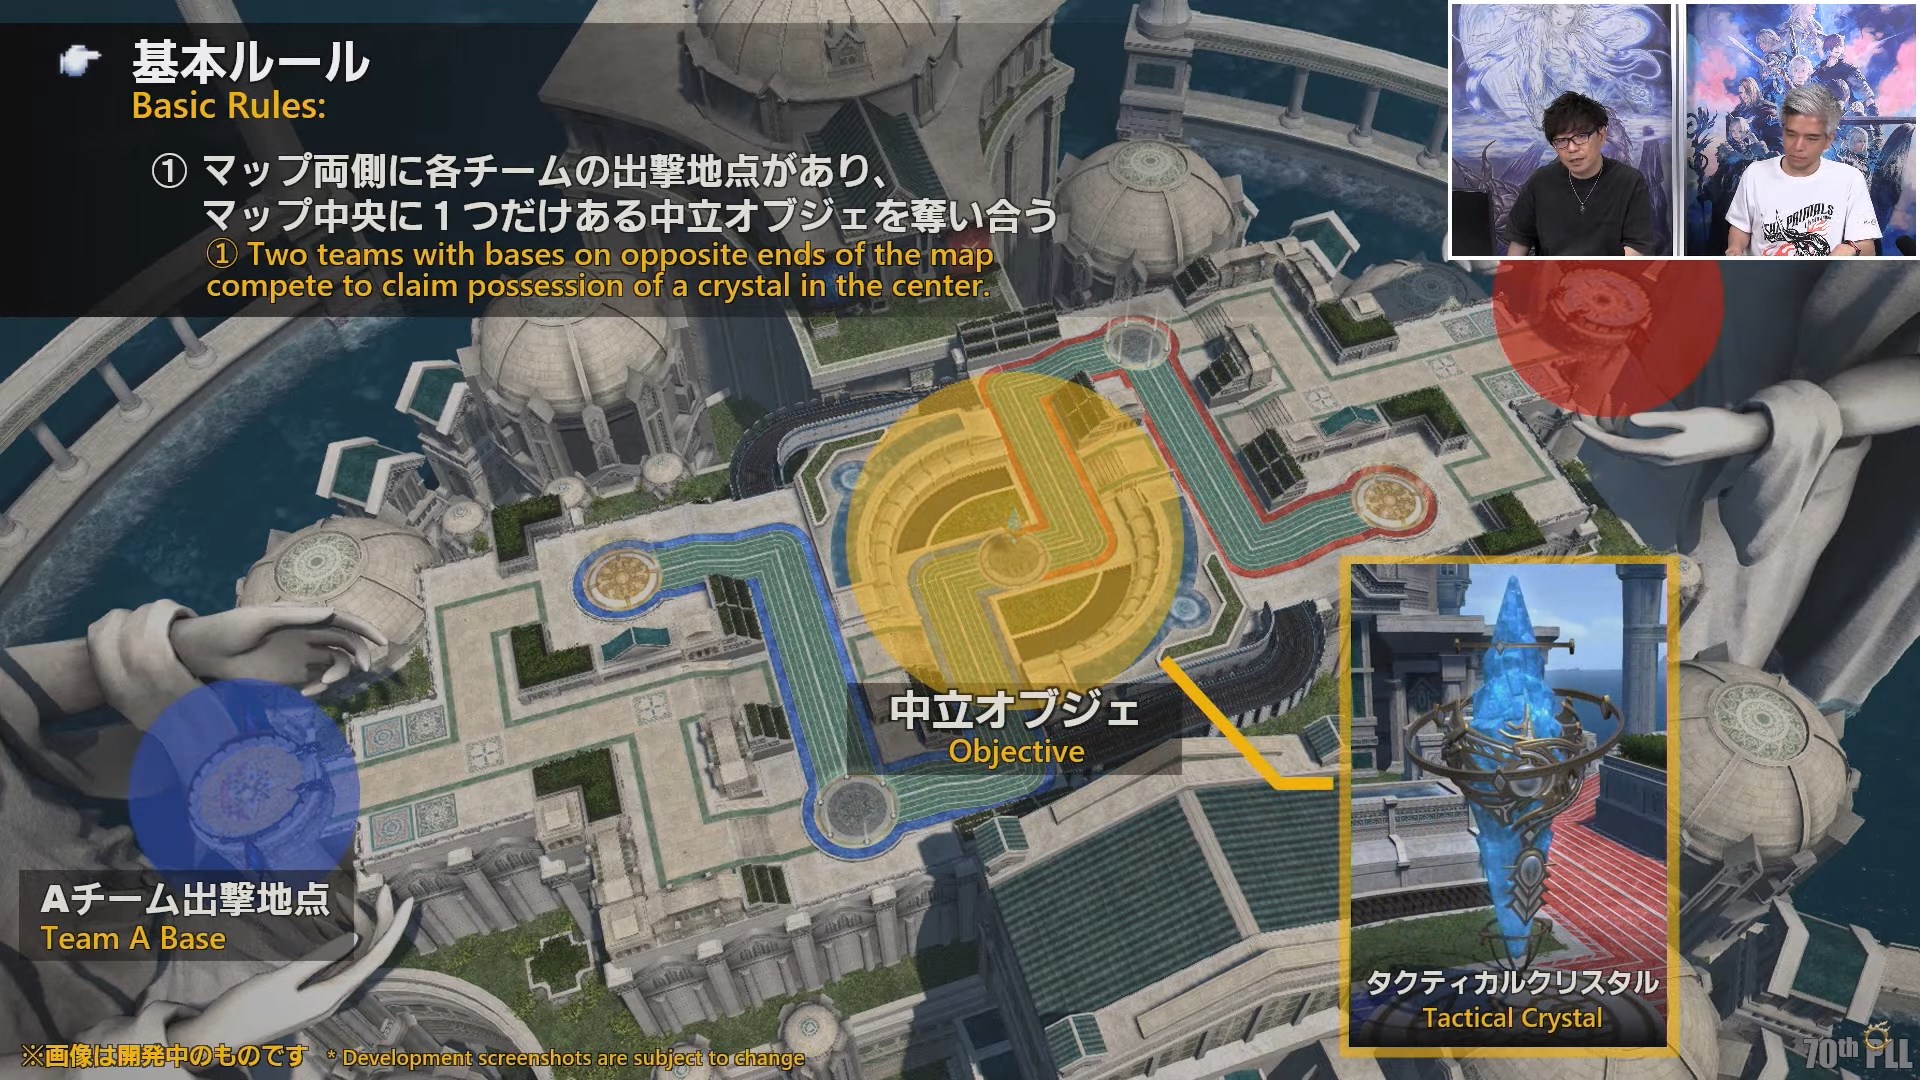 基本ルール
Basic Rules:
① マップ両側に各チームの出撃地点があり、
マップ中央に１つだけある中立オブジェを奪い合う
① Two teams with bases on opposite ends of the map
compete to claim possession of a crystal in the center.
PRIMALS
中立オブジェ
Objective
Aチーム出撃地点
Team A Base
タクティカルクリスタル
Tactical Crystal
※画像は開発中のものです * Development screenshots are subject to change
70th PLL